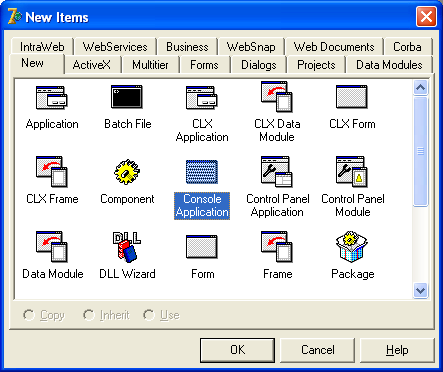 New Items
IntraWeb WebServices Business WebSnap Web Documents Corba
New ActiveX Multitier Forms Dialogs Projects Data Modules
Application Batch File CLX Application CLX Data Module CLX Form
CLX Frame Component Console Application Control Panel Application Control Panel Module
DLL
Data Module DLL Wizard Form Frame Package
Copy Inherit Use
OK Cancel Help